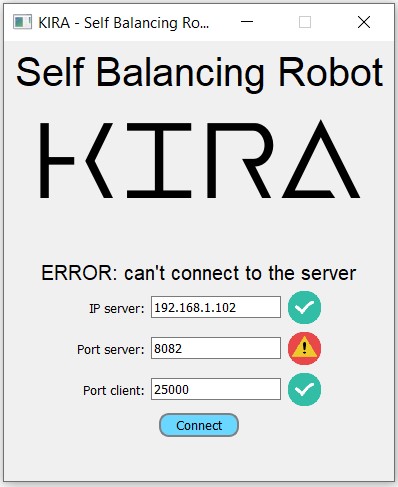 KIRA - Self Balancing Ro...
Self Balancing Robot
KIRA
ERROR: can't connect to the server
IP server: 192.168.1.102
Port server: 8082
Port client: 25000
Connect